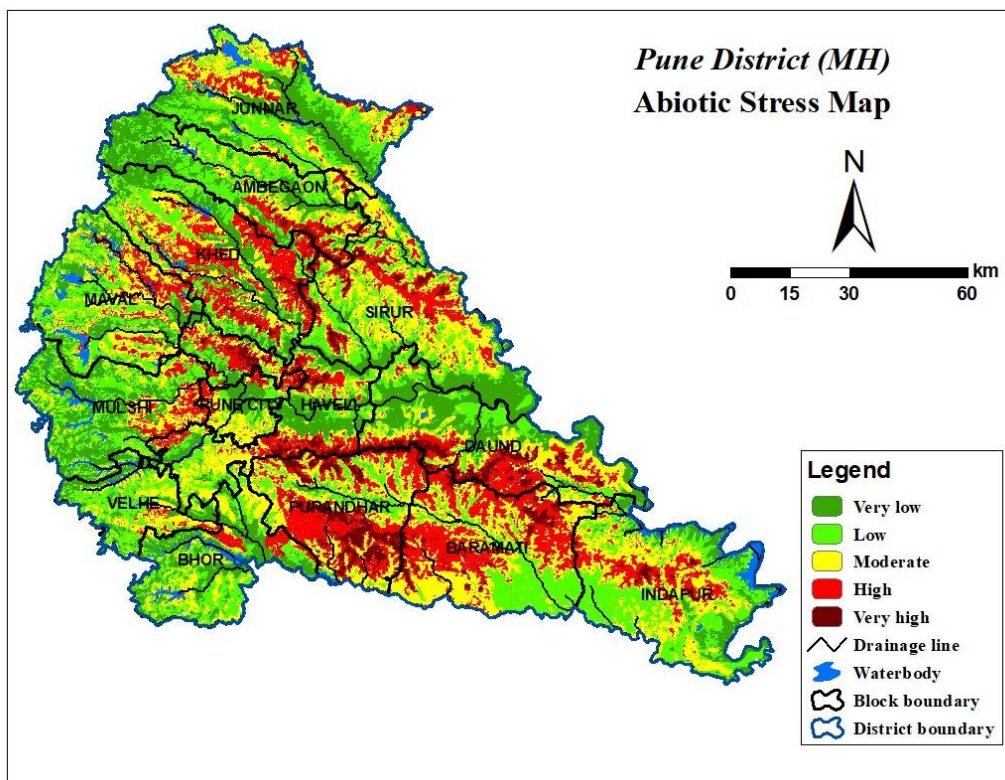 Pune District (MH)
Abiotic Stress Map
N
km
0 15 30 60
JUNNAR
AMBEGAON
KHED
MAVAL
SIRUR
MULSHI
PUNE CITY
HAVELI
DAUND
VELHE
PURANDHAR
BHOR
BARAMATI
INDAPUR
Legend
Very low
Low
Moderate
High
Very high
Drainage line
Waterbody
Block boundary
District boundary